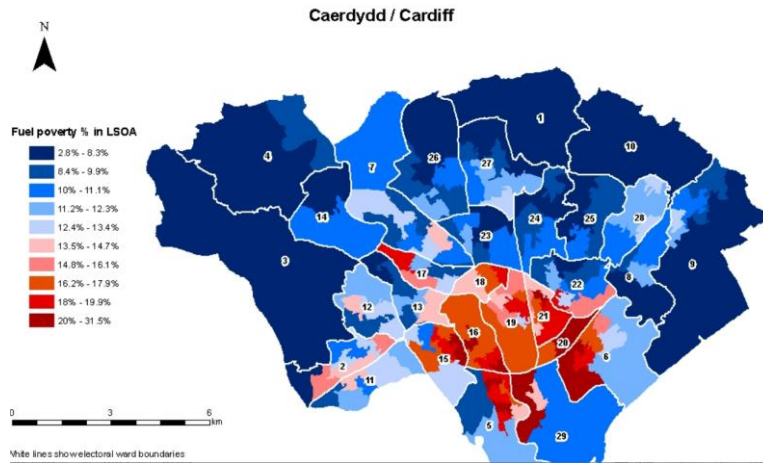 Caerdydd / Cardiff
N
Fuel poverty % in LSOA
2.8% - 8.3%
8.4% - 9.9%
10% - 11.1%
11.2% - 12.3%
12.4% - 13.4%
13.5% - 14.7%
14.8% - 16.1%
16.2% - 17.9%
18% - 19.9%
20% - 31.5%
1
10
4
7
26
27
14
24
25
28
23
3
9
17
18
22
8
12
13
19
21
16
20
6
15
2
11
5
29
0 3 6
km
White lines show electoral ward boundaries